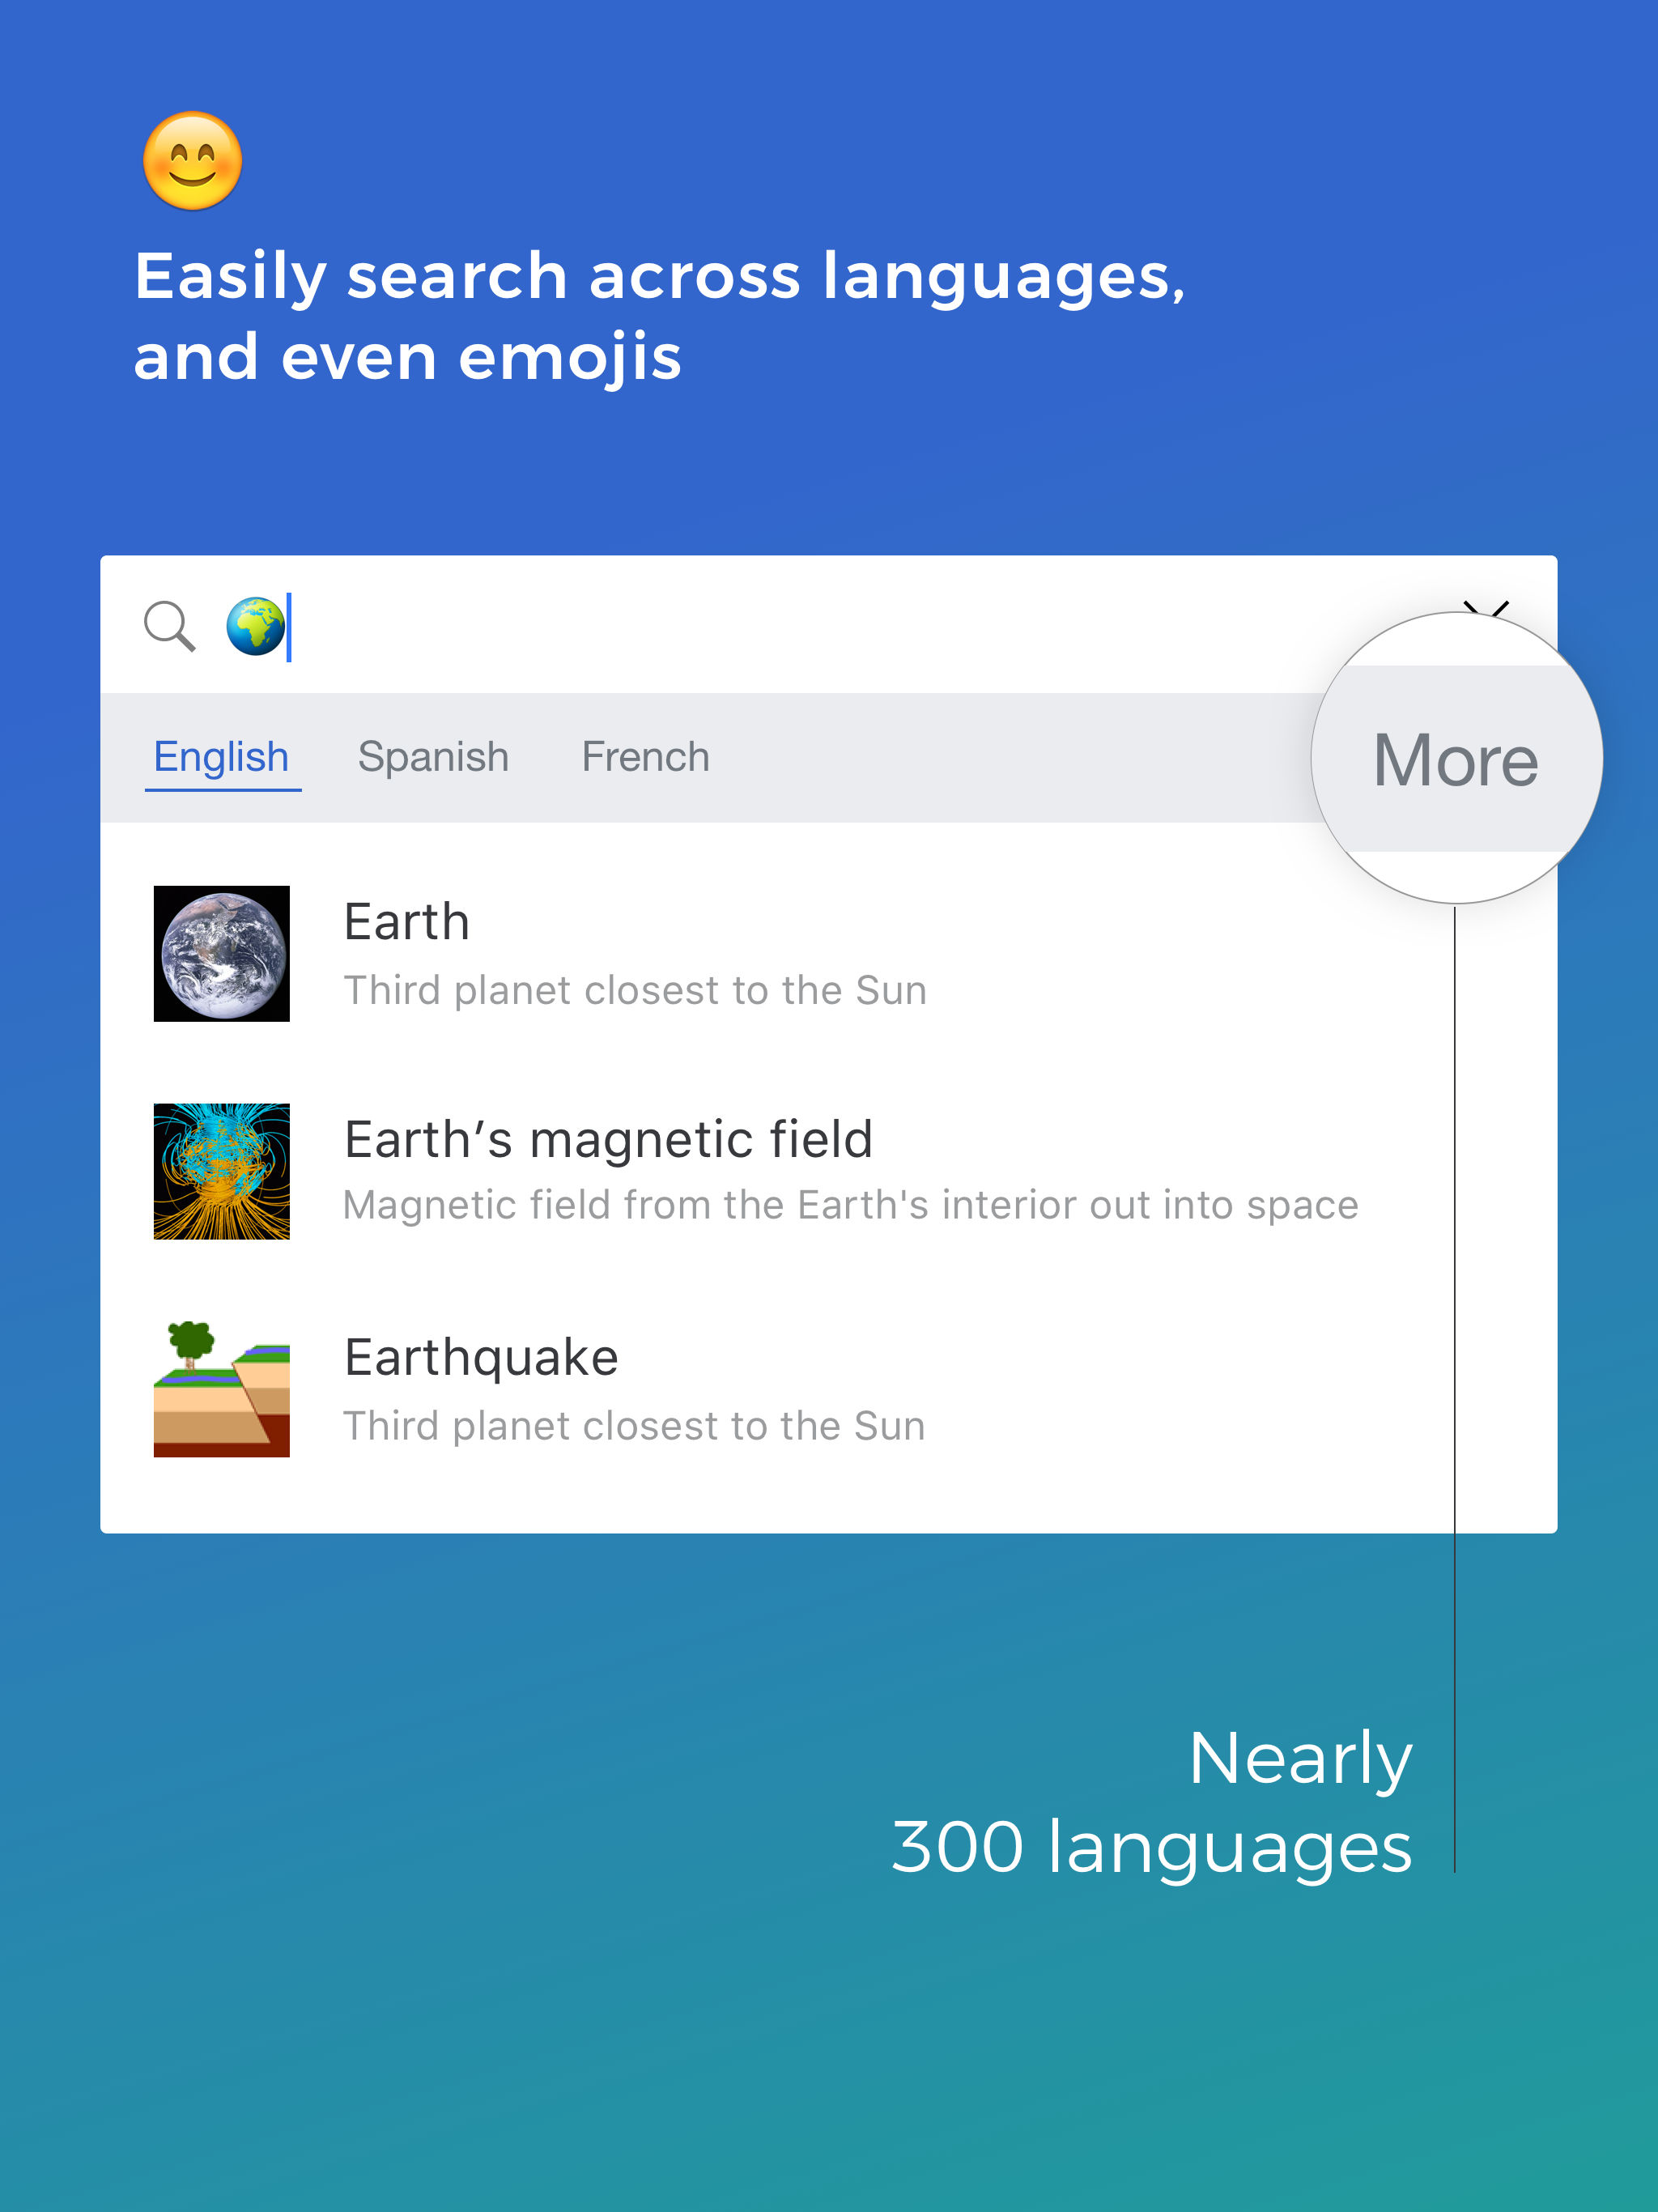 Easily search across languages,
and even emojis
English Spanish French More
Earth
Third planet closest to the Sun
Earth’s magnetic field
Magnetic field from the Earth's interior out into space
Earthquake
Third planet closest to the Sun
Nearly
300 languages